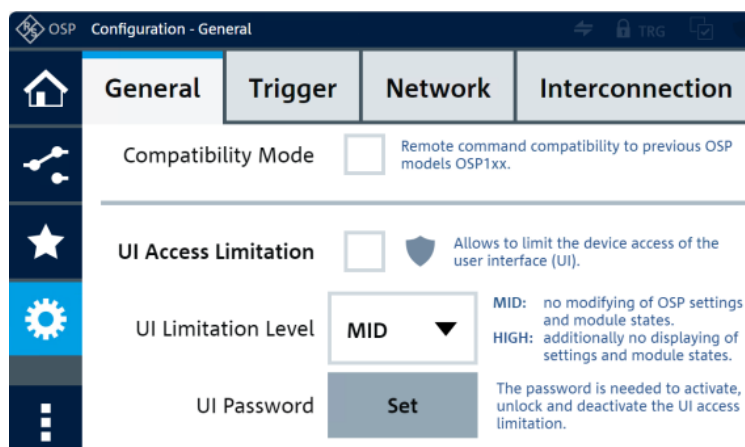 R&S OSP Configuration - General TRG
General Trigger Network Interconnection
Compatibility Mode
Remote command compatibility to previous OSP
models OSP1xx.
UI Access Limitation
Allows to limit the device access of the
user interface (UI).
UI Limitation Level
MID
MID: no modifying of OSP settings
and module states.
HIGH: additionally no displaying of
settings and module states.
UI Password
Set
The password is needed to activate,
unlock and deactivate the UI access
limitation.